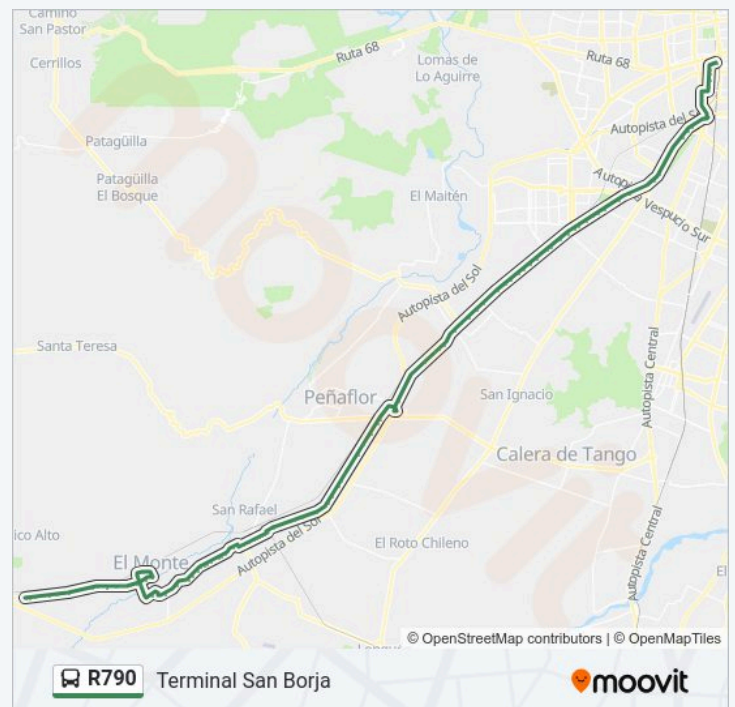 Camino
San Pastor
Cerrillos
Ruta 68
Lomas de
Lo Aguirre
Ruta 68
Autopista del S
Patagüilla
Patagüilla
El Bosque
El Maitén
Autopista Vespucio Sur
Autopista del Sol
Santa Teresa
Peñaflor
San Ignacio
Autopista Central
Calera de Tango
San Rafael
ico Alto
El Monte
Autopista del Sol
El Roto Chileno
Autopista Central
El
© OpenStreetMap contributors | © OpenMapTiles
R790 Terminal San Borja
moovit
moovit